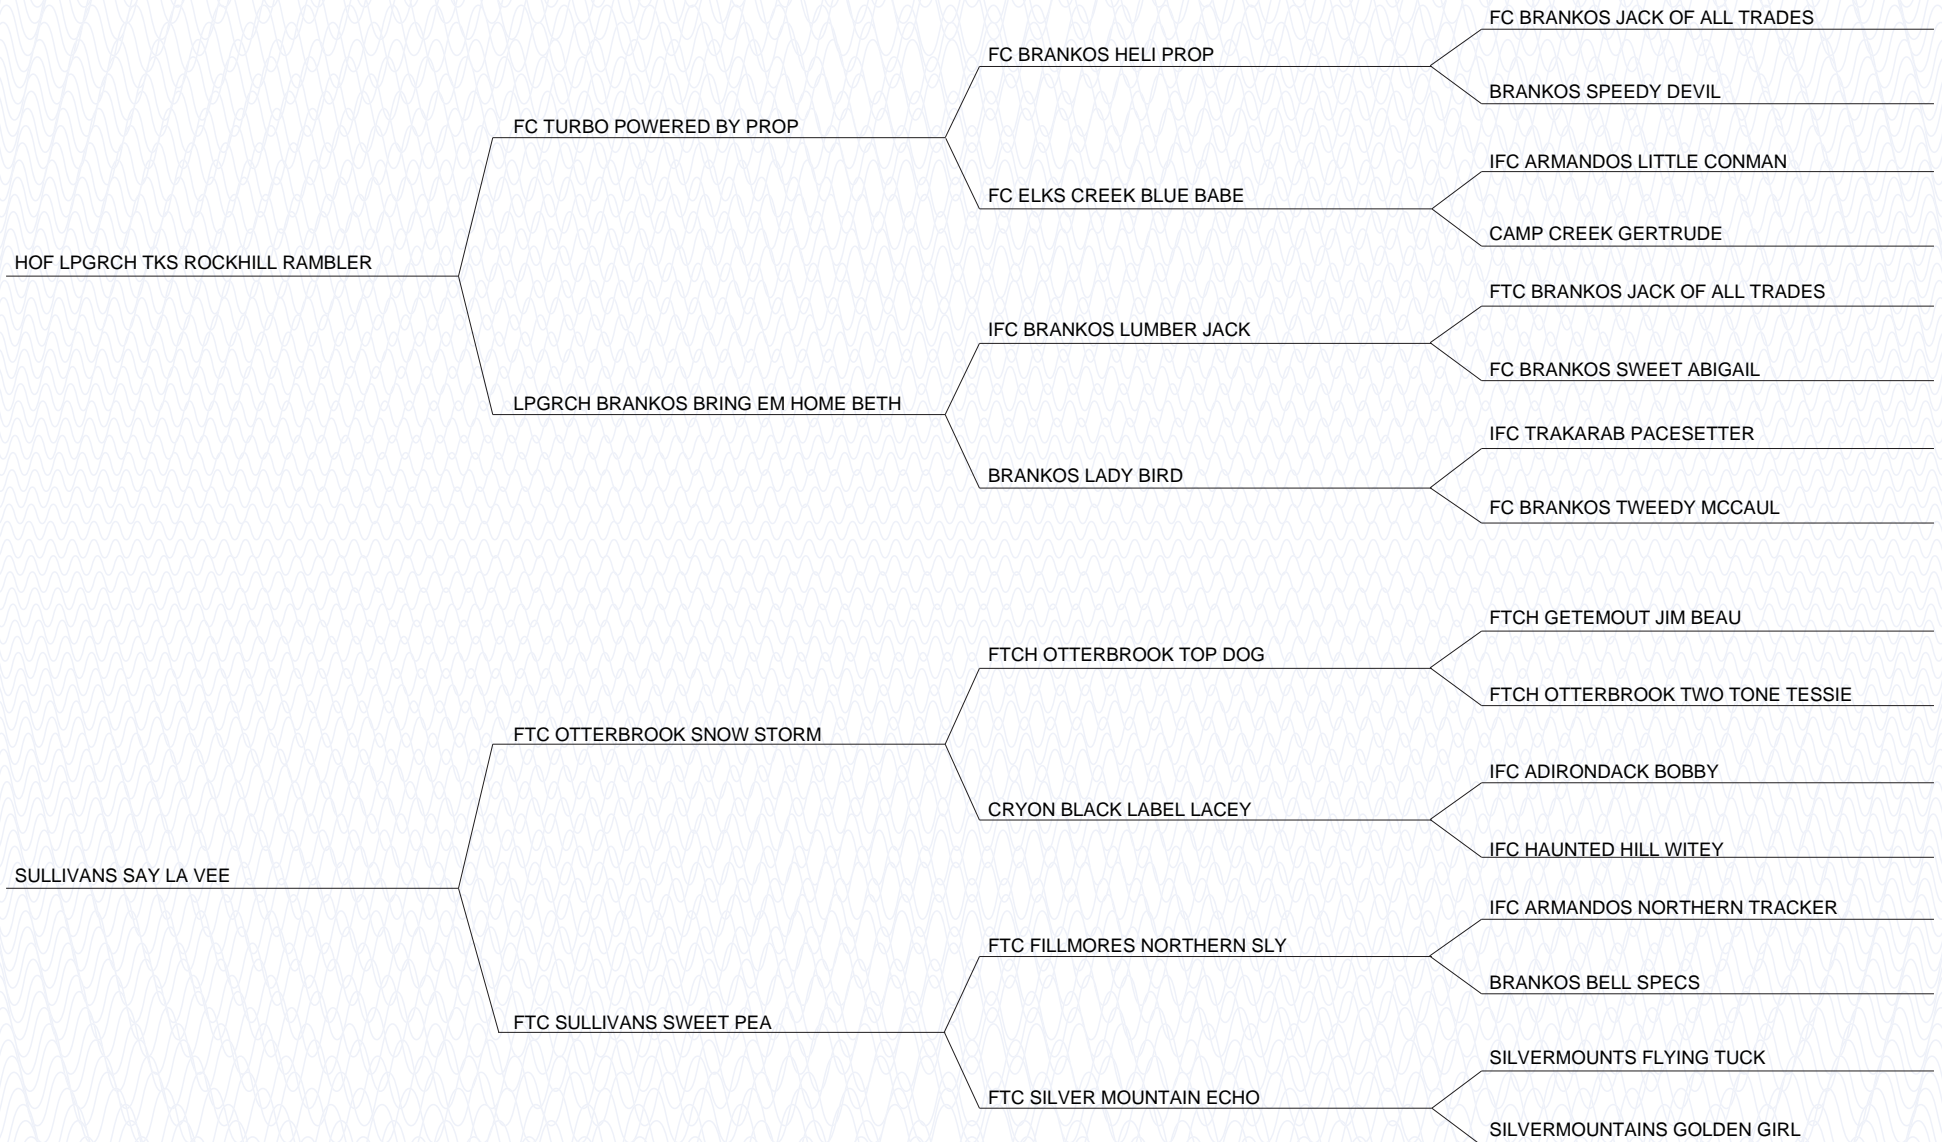 FC BRANKOS JACK OF ALL TRADES
FC BRANKOS HELI PROP
BRANKOS SPEEDY DEVIL
FC TURBO POWERED BY PROP
IFC ARMANDOS LITTLE CONMAN
FC ELKS CREEK BLUE BABE
CAMP CREEK GERTRUDE
HOF LPGRCH TKS ROCKHILL RAMBLER
FTC BRANKOS JACK OF ALL TRADES
IFC BRANKOS LUMBER JACK
FC BRANKOS SWEET ABIGAIL
LPGRCH BRANKOS BRING EM HOME BETH
IFC TRAKARAB PACESETTER
BRANKOS LADY BIRD
FC BRANKOS TWEEDY MCCAUL
FTCH GETEMOUT JIM BEAU
FTCH OTTERBROOK TOP DOG
FTCH OTTERBROOK TWO TONE TESSIE
FTC OTTERBROOK SNOW STORM
IFC ADIRONDACK BOBBY
CRYON BLACK LABEL LACEY
IFC HAUNTED HILL WITEY
SULLIVANS SAY LA VEE
IFC ARMANDOS NORTHERN TRACKER
FTC FILLMORES NORTHERN SLY
BRANKOS BELL SPECS
FTC SULLIVANS SWEET PEA
SILVERMOUNTS FLYING TUCK
FTC SILVER MOUNTAIN ECHO
SILVERMOUNTAINS GOLDEN GIRL